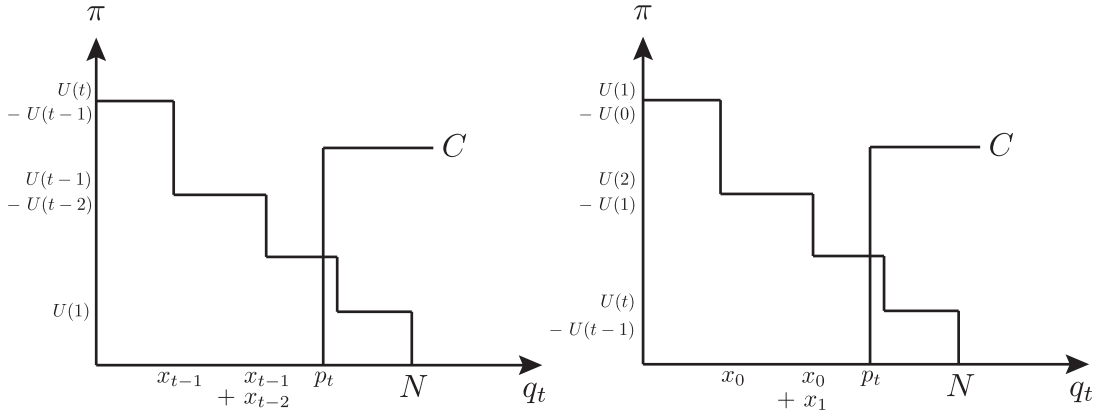 π
U(t)
− U(t−1)
U(t−1)
− U(t−2)
U(1)
C
x_{t−1}
x_{t−1}
+ x_{t−2}
p_t
N
q_t
π
U(1)
− U(0)
U(2)
− U(1)
U(t)
− U(t−1)
C
x_0
x_0
+ x_1
p_t
N
q_t